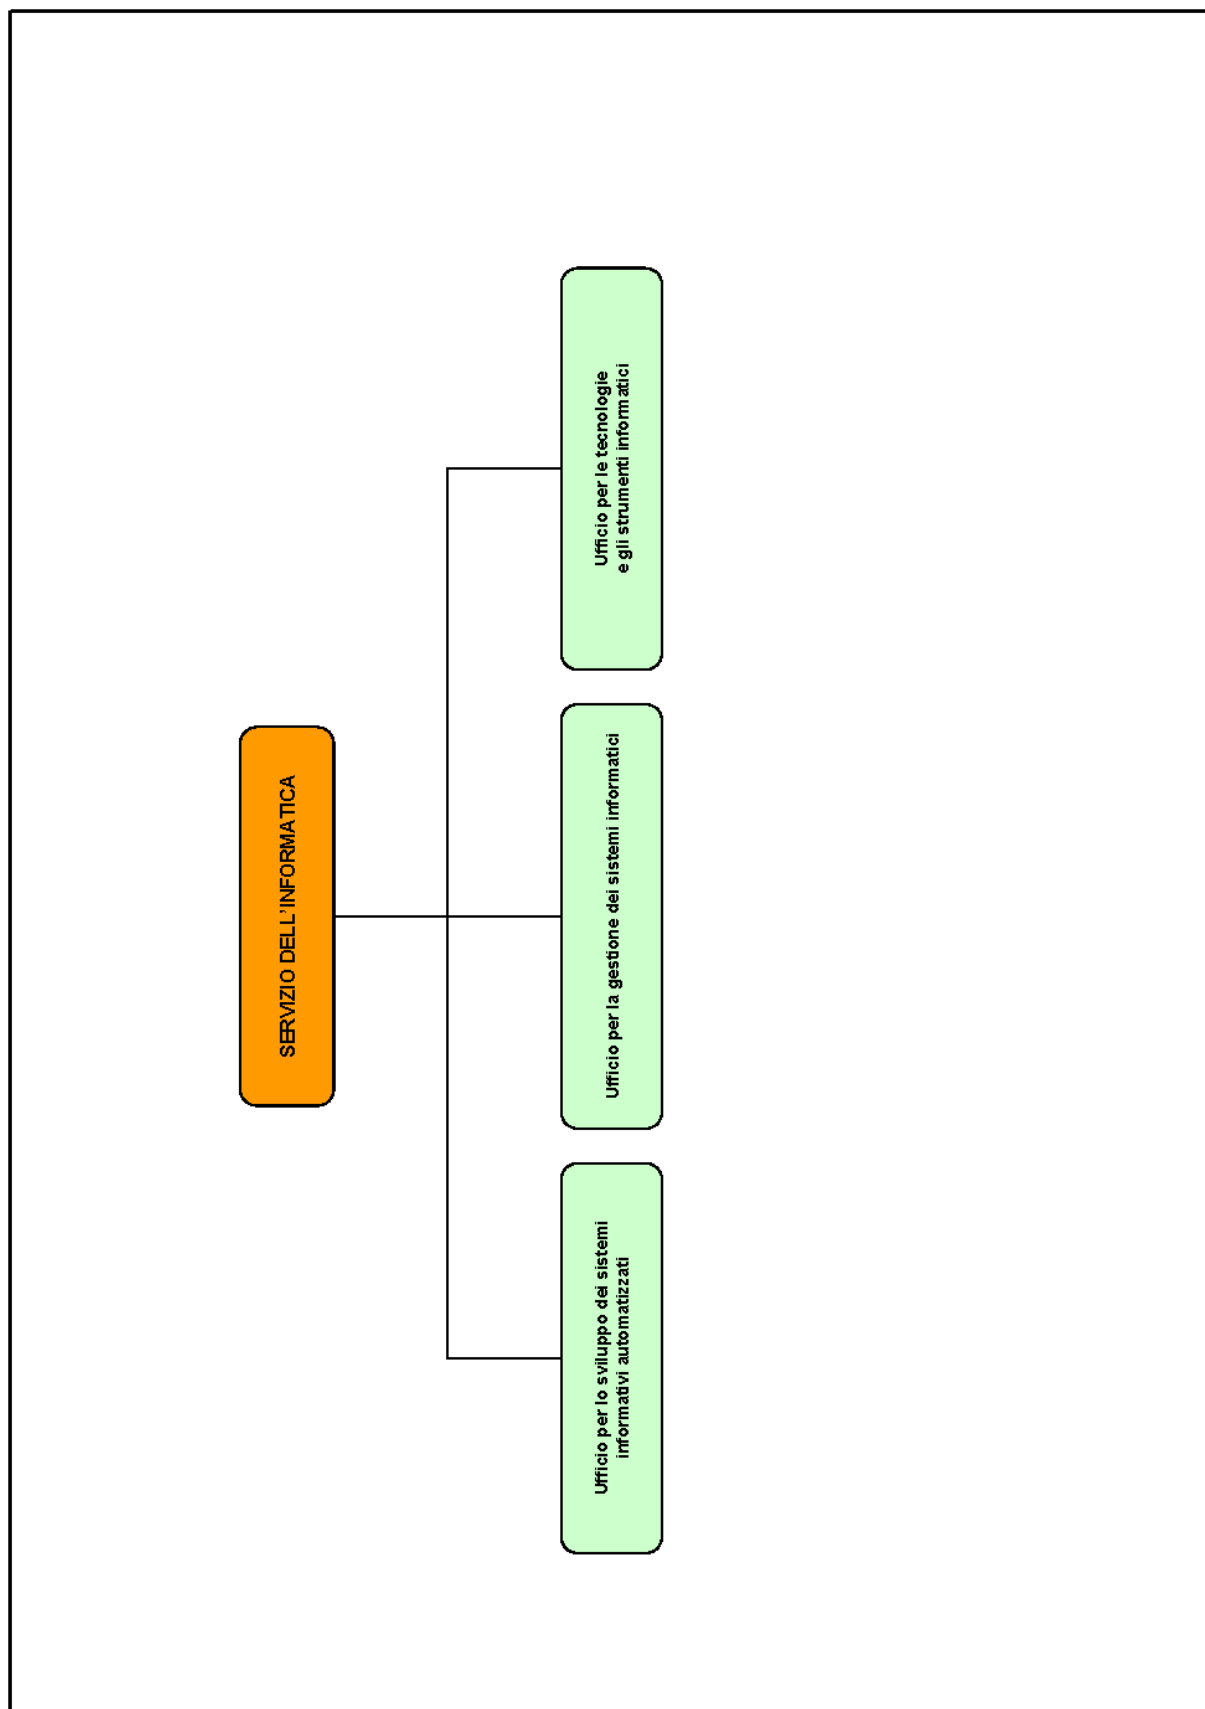 SERVIZIO DELL'INFORMATICA
Ufficio per lo sviluppo dei sistemi
informativi automatizzati
Ufficio per la gestione dei sistemi informatici
Ufficio per le tecnologie
e gli strumenti informatici